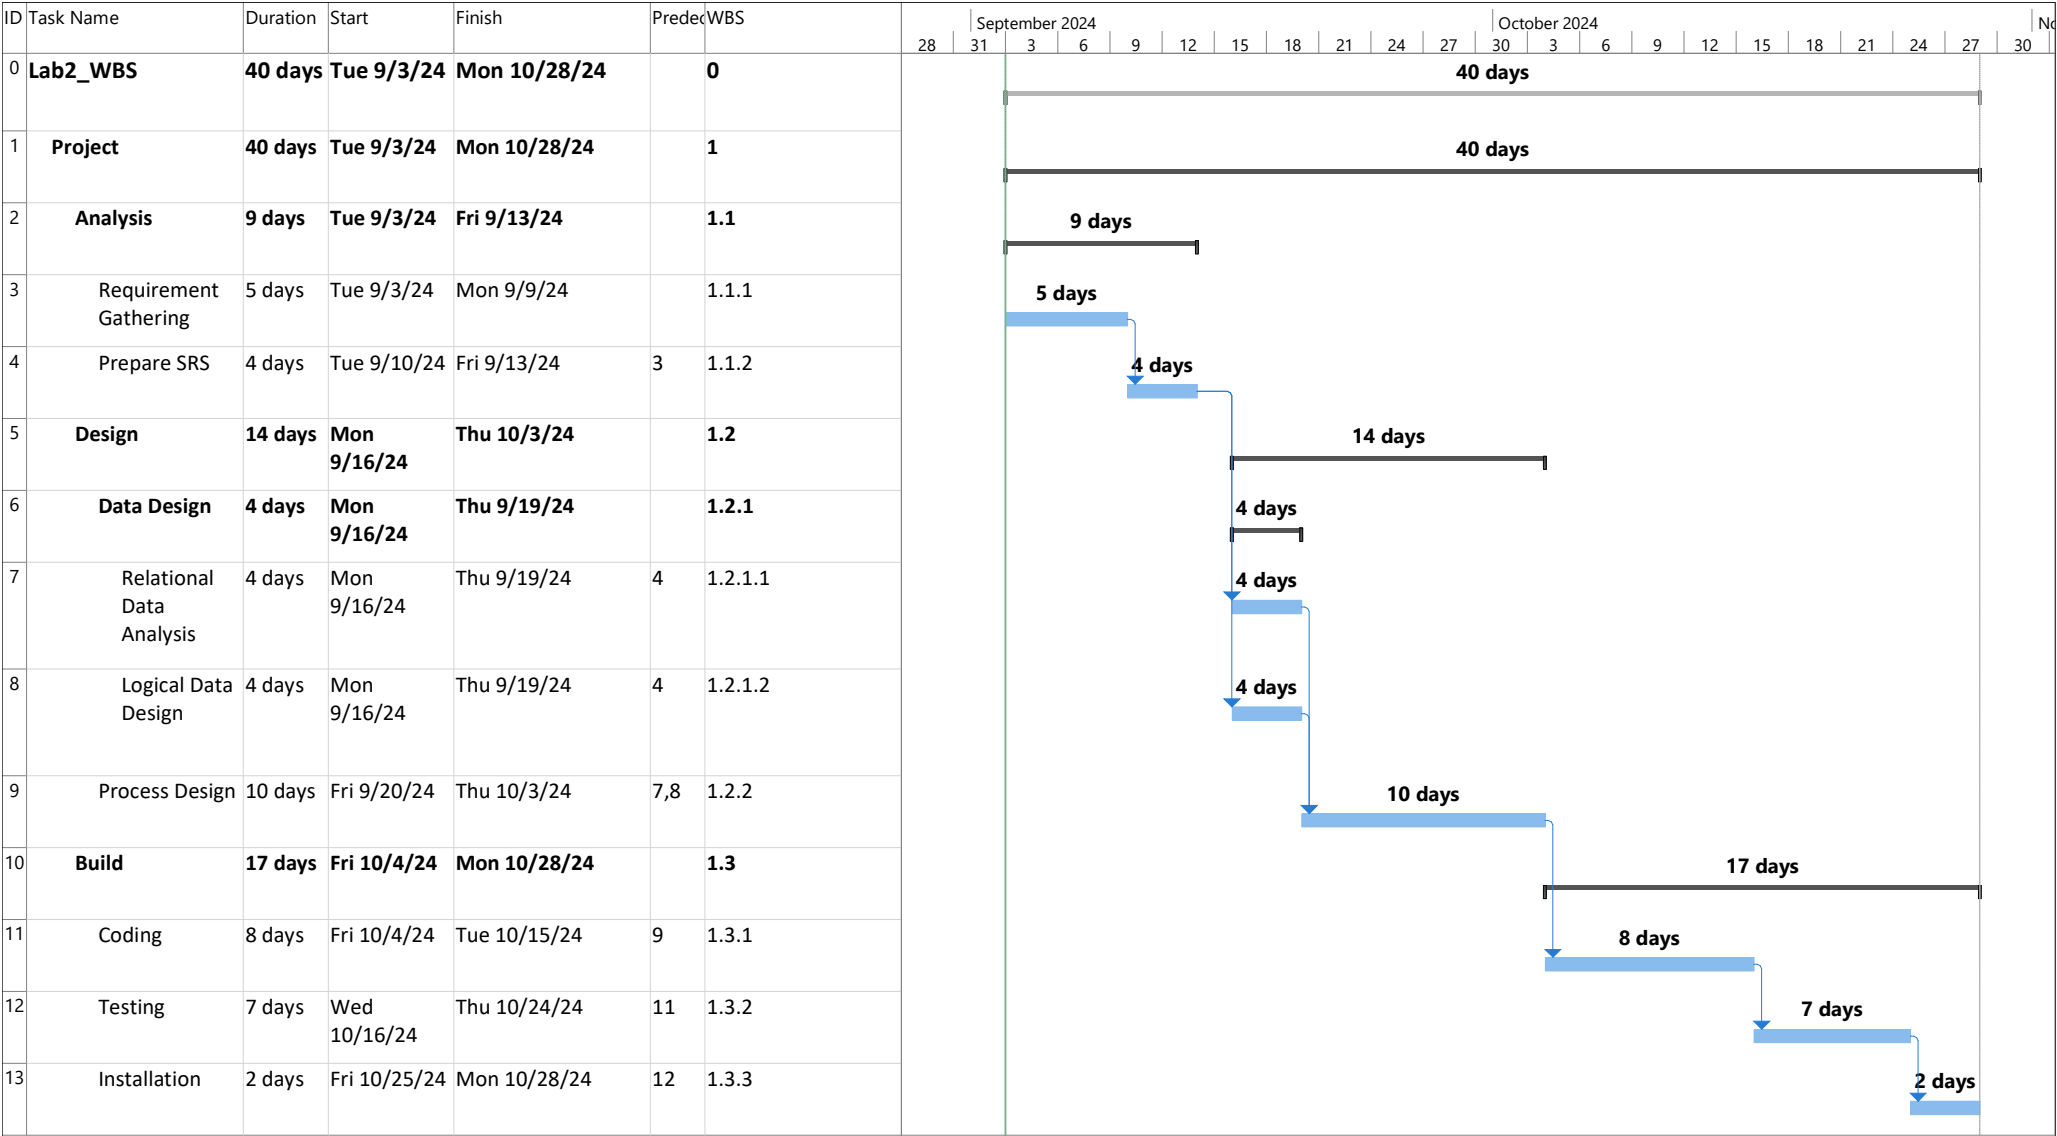 ID Task Name Duration Start Finish Predec WBS
September 2024 October 2024 No
28 31 3 6 9 12 15 18 21 24 27 30 3 6 9 12 15 18 21 24 27 30
0 Lab2_WBS 40 days Tue 9/3/24 Mon 10/28/24 0
40 days
1 Project 40 days Tue 9/3/24 Mon 10/28/24 1
40 days
2 Analysis 9 days Tue 9/3/24 Fri 9/13/24 1.1
9 days
3 Requirement 5 days Tue 9/3/24 Mon 9/9/24 1.1.1
Gathering
5 days
4 Prepare SRS 4 days Tue 9/10/24 Fri 9/13/24 3 1.1.2
4 days
5 Design 14 days Mon Thu 10/3/24 1.2
9/16/24
14 days
6 Data Design 4 days Mon Thu 9/19/24 1.2.1
9/16/24
4 days
7 Relational 4 days Mon Thu 9/19/24 4 1.2.1.1
Data 9/16/24
Analysis
4 days
8 Logical Data 4 days Mon Thu 9/19/24 4 1.2.1.2
Design 9/16/24
4 days
9 Process Design 10 days Fri 9/20/24 Thu 10/3/24 7,8 1.2.2
10 days
10 Build 17 days Fri 10/4/24 Mon 10/28/24 1.3
17 days
11 Coding 8 days Fri 10/4/24 Tue 10/15/24 9 1.3.1
8 days
12 Testing 7 days Wed Thu 10/24/24 11 1.3.2
10/16/24
7 days
13 Installation 2 days Fri 10/25/24 Mon 10/28/24 12 1.3.3
2 days